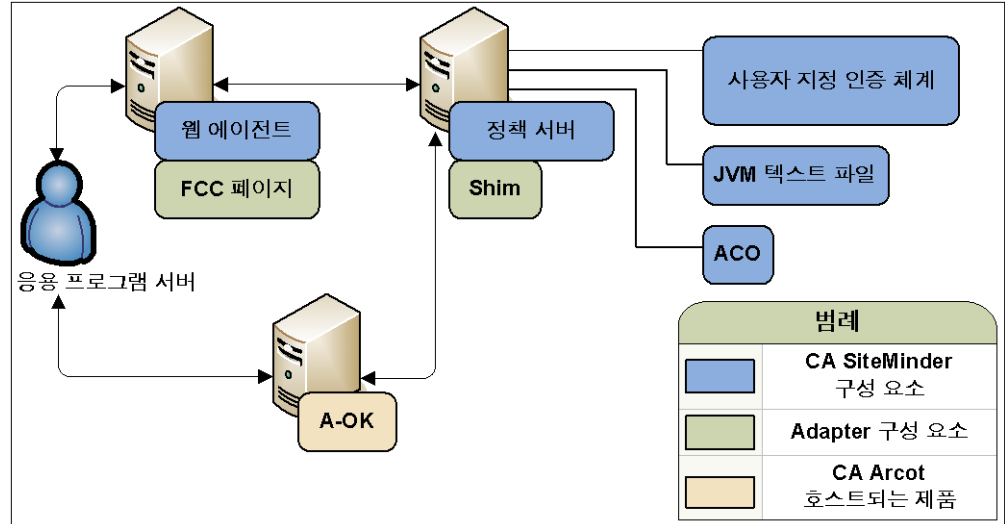 웹 에이전트
FCC 페이지
정책 서버
Shim
사용자 지정 인증 체계
JVM 텍스트 파일
ACO
응용 프로그램 서버
A-OK
범례
CA SiteMinder
구성 요소
Adapter 구성 요소
CA Arcot
호스트되는 제품